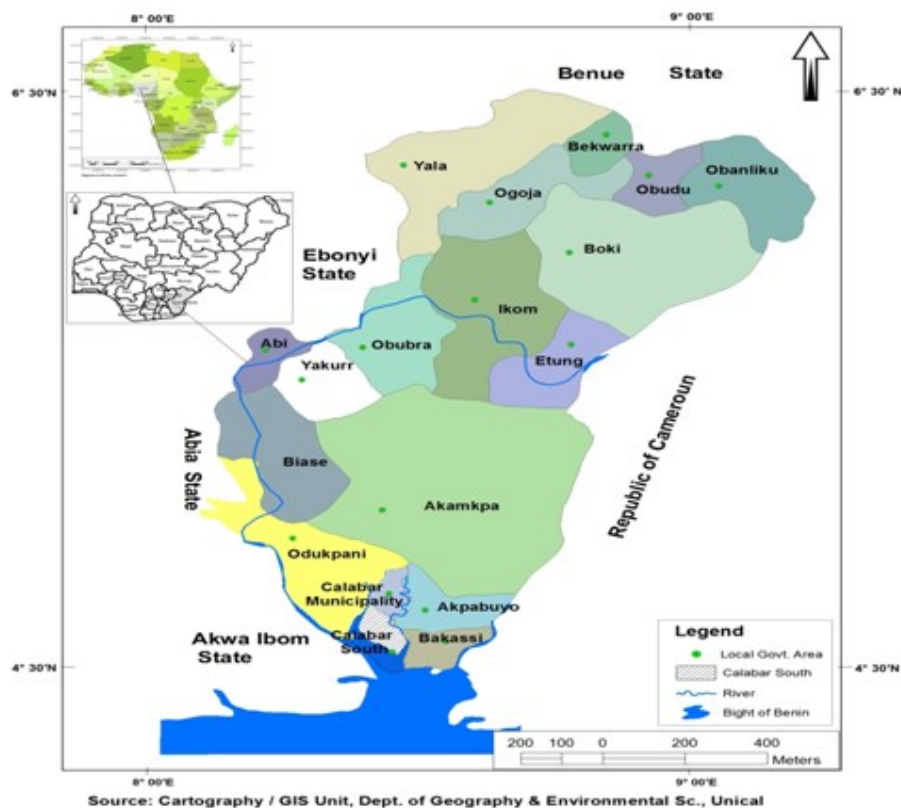 8° 00'E
9° 00'E
6° 30'N
6° 30'N
Benue State
Bekwarra
Yala
Obudu
Obanliku
Ogoja
Boki
Ebonyi
State
Ikom
Abi
Obubra
Etung
Yakurr
Abia State
Biase
Republic of Cameroun
Akamkpa
Odukpani
Calabar
Municipality
Akpabuyo
Calabar
South
Bakassi
Akwa Ibom
State
Legend
Local Govt. Area
Calabar South
River
Bight of Benin
4° 30'N
4° 30'N
200 100 0 200 400
Meters
8° 00'E
9° 00'E
Source: Cartography / GIS Unit, Dept. of Geography & Environmental Sc., Unical